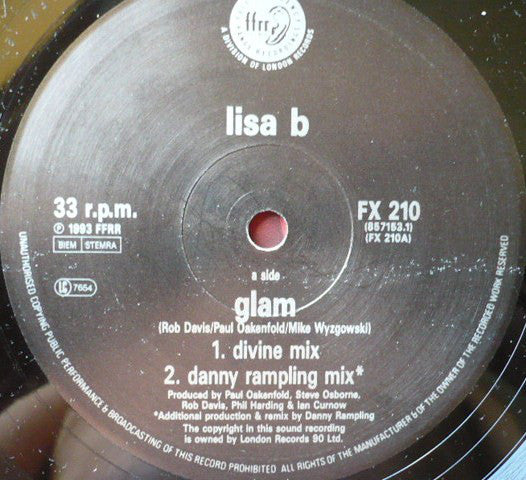 ffrr
A DIVISION OF LONDON RECORDS
lisa b
33 r.p.m.
℗ 1993 FFRR
BIEM STEMRA
LC 7654
FX 210
(857153.1)
(FX 210A)
a side
glam
(Rob Davis/Paul Oakenfold/Mike Wyzgowski)
1. divine mix
2. danny rampling mix*
Produced by Paul Oakenfold, Steve Osborne,
Rob Davis, Phil Harding & Ian Curnow
*Additional production & remix by Danny Rampling
The copyright in this sound recording
is owned by London Records 90 Ltd.
UNAUTHORISED COPYING PUBLIC PERFORMANCE & BROADCASTING OF THIS RECORD PROHIBITED ALL RIGHTS OF THE MANUFACTURER & OF THE OWNER OF THE RECORDED WORK RESERVED